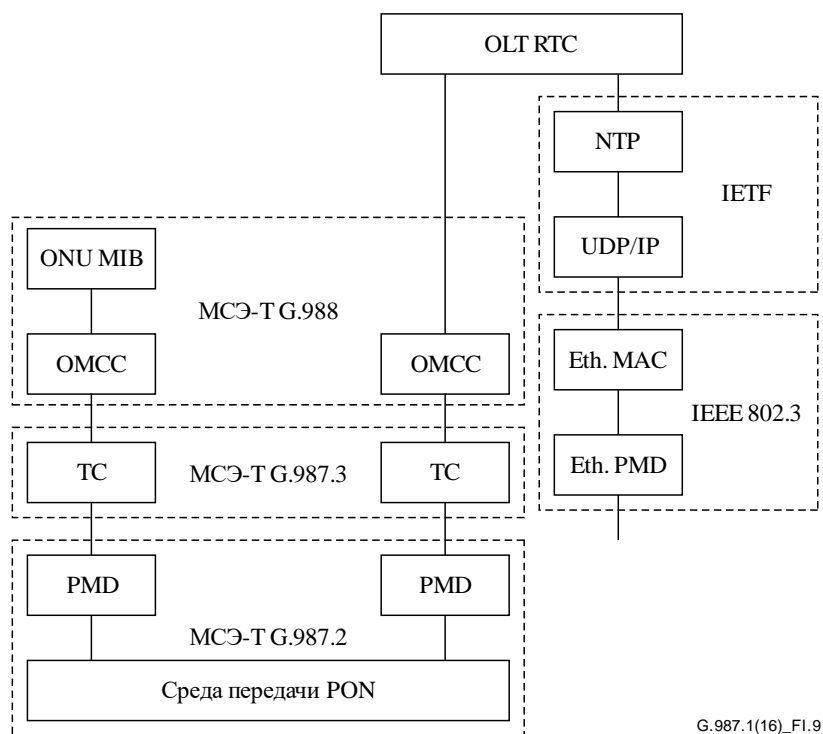 OLT RTC
NTP
IETF
UDP/IP
ONU MIB
МСЭ-Т G.988
OMCC
OMCC
Eth. MAC
IEEE 802.3
TC
МСЭ-Т G.987.3
TC
Eth. PMD
PMD
PMD
МСЭ-Т G.987.2
Среда передачи PON
G.987.1(16)_FI.9